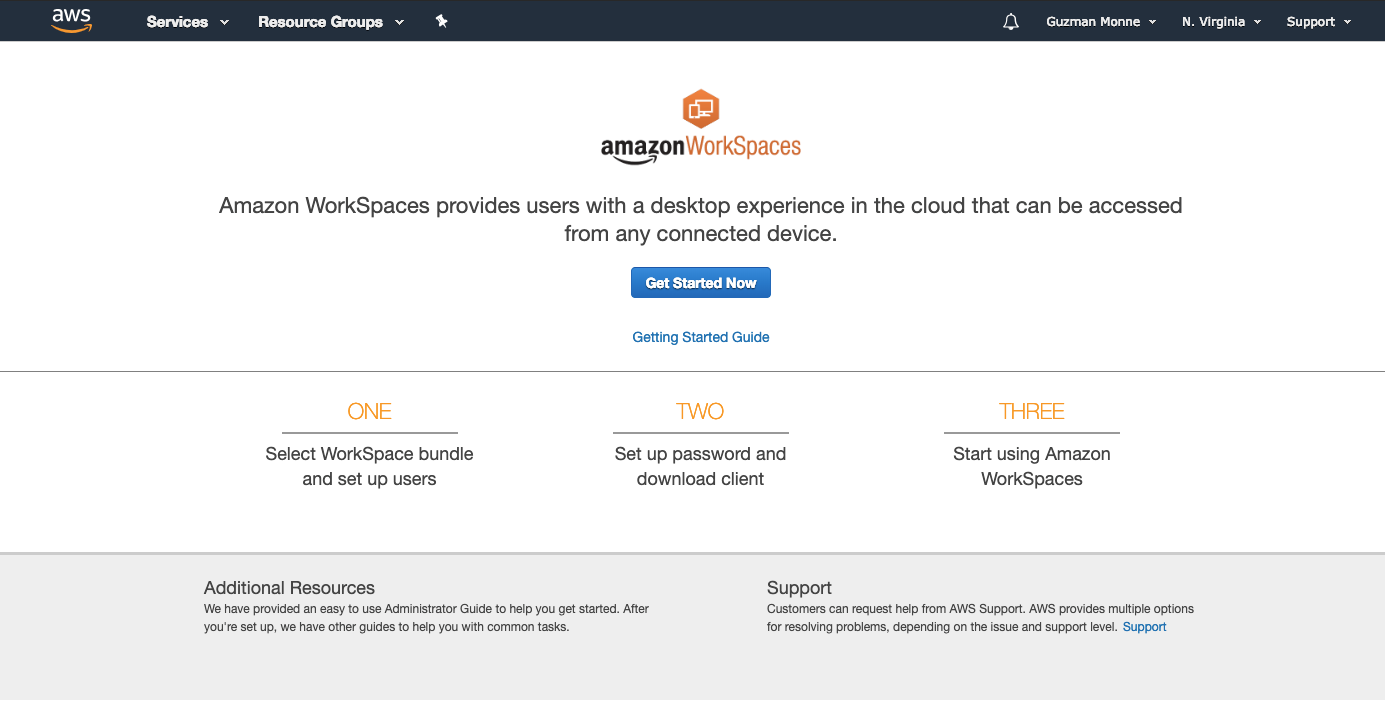 aws
Services
Resource Groups
Guzman Monne
N. Virginia
Support
amazon WorkSpaces
Amazon WorkSpaces provides users with a desktop experience in the cloud that can be accessed
from any connected device.
Get Started Now
Getting Started Guide
ONE
Select WorkSpace bundle
and set up users
TWO
Set up password and
download client
THREE
Start using Amazon
WorkSpaces
Additional Resources
We have provided an easy to use Administrator Guide to help you get started. After
you're set up, we have other guides to help you with common tasks.
Support
Customers can request help from AWS Support. AWS provides multiple options
for resolving problems, depending on the issue and support level. Support